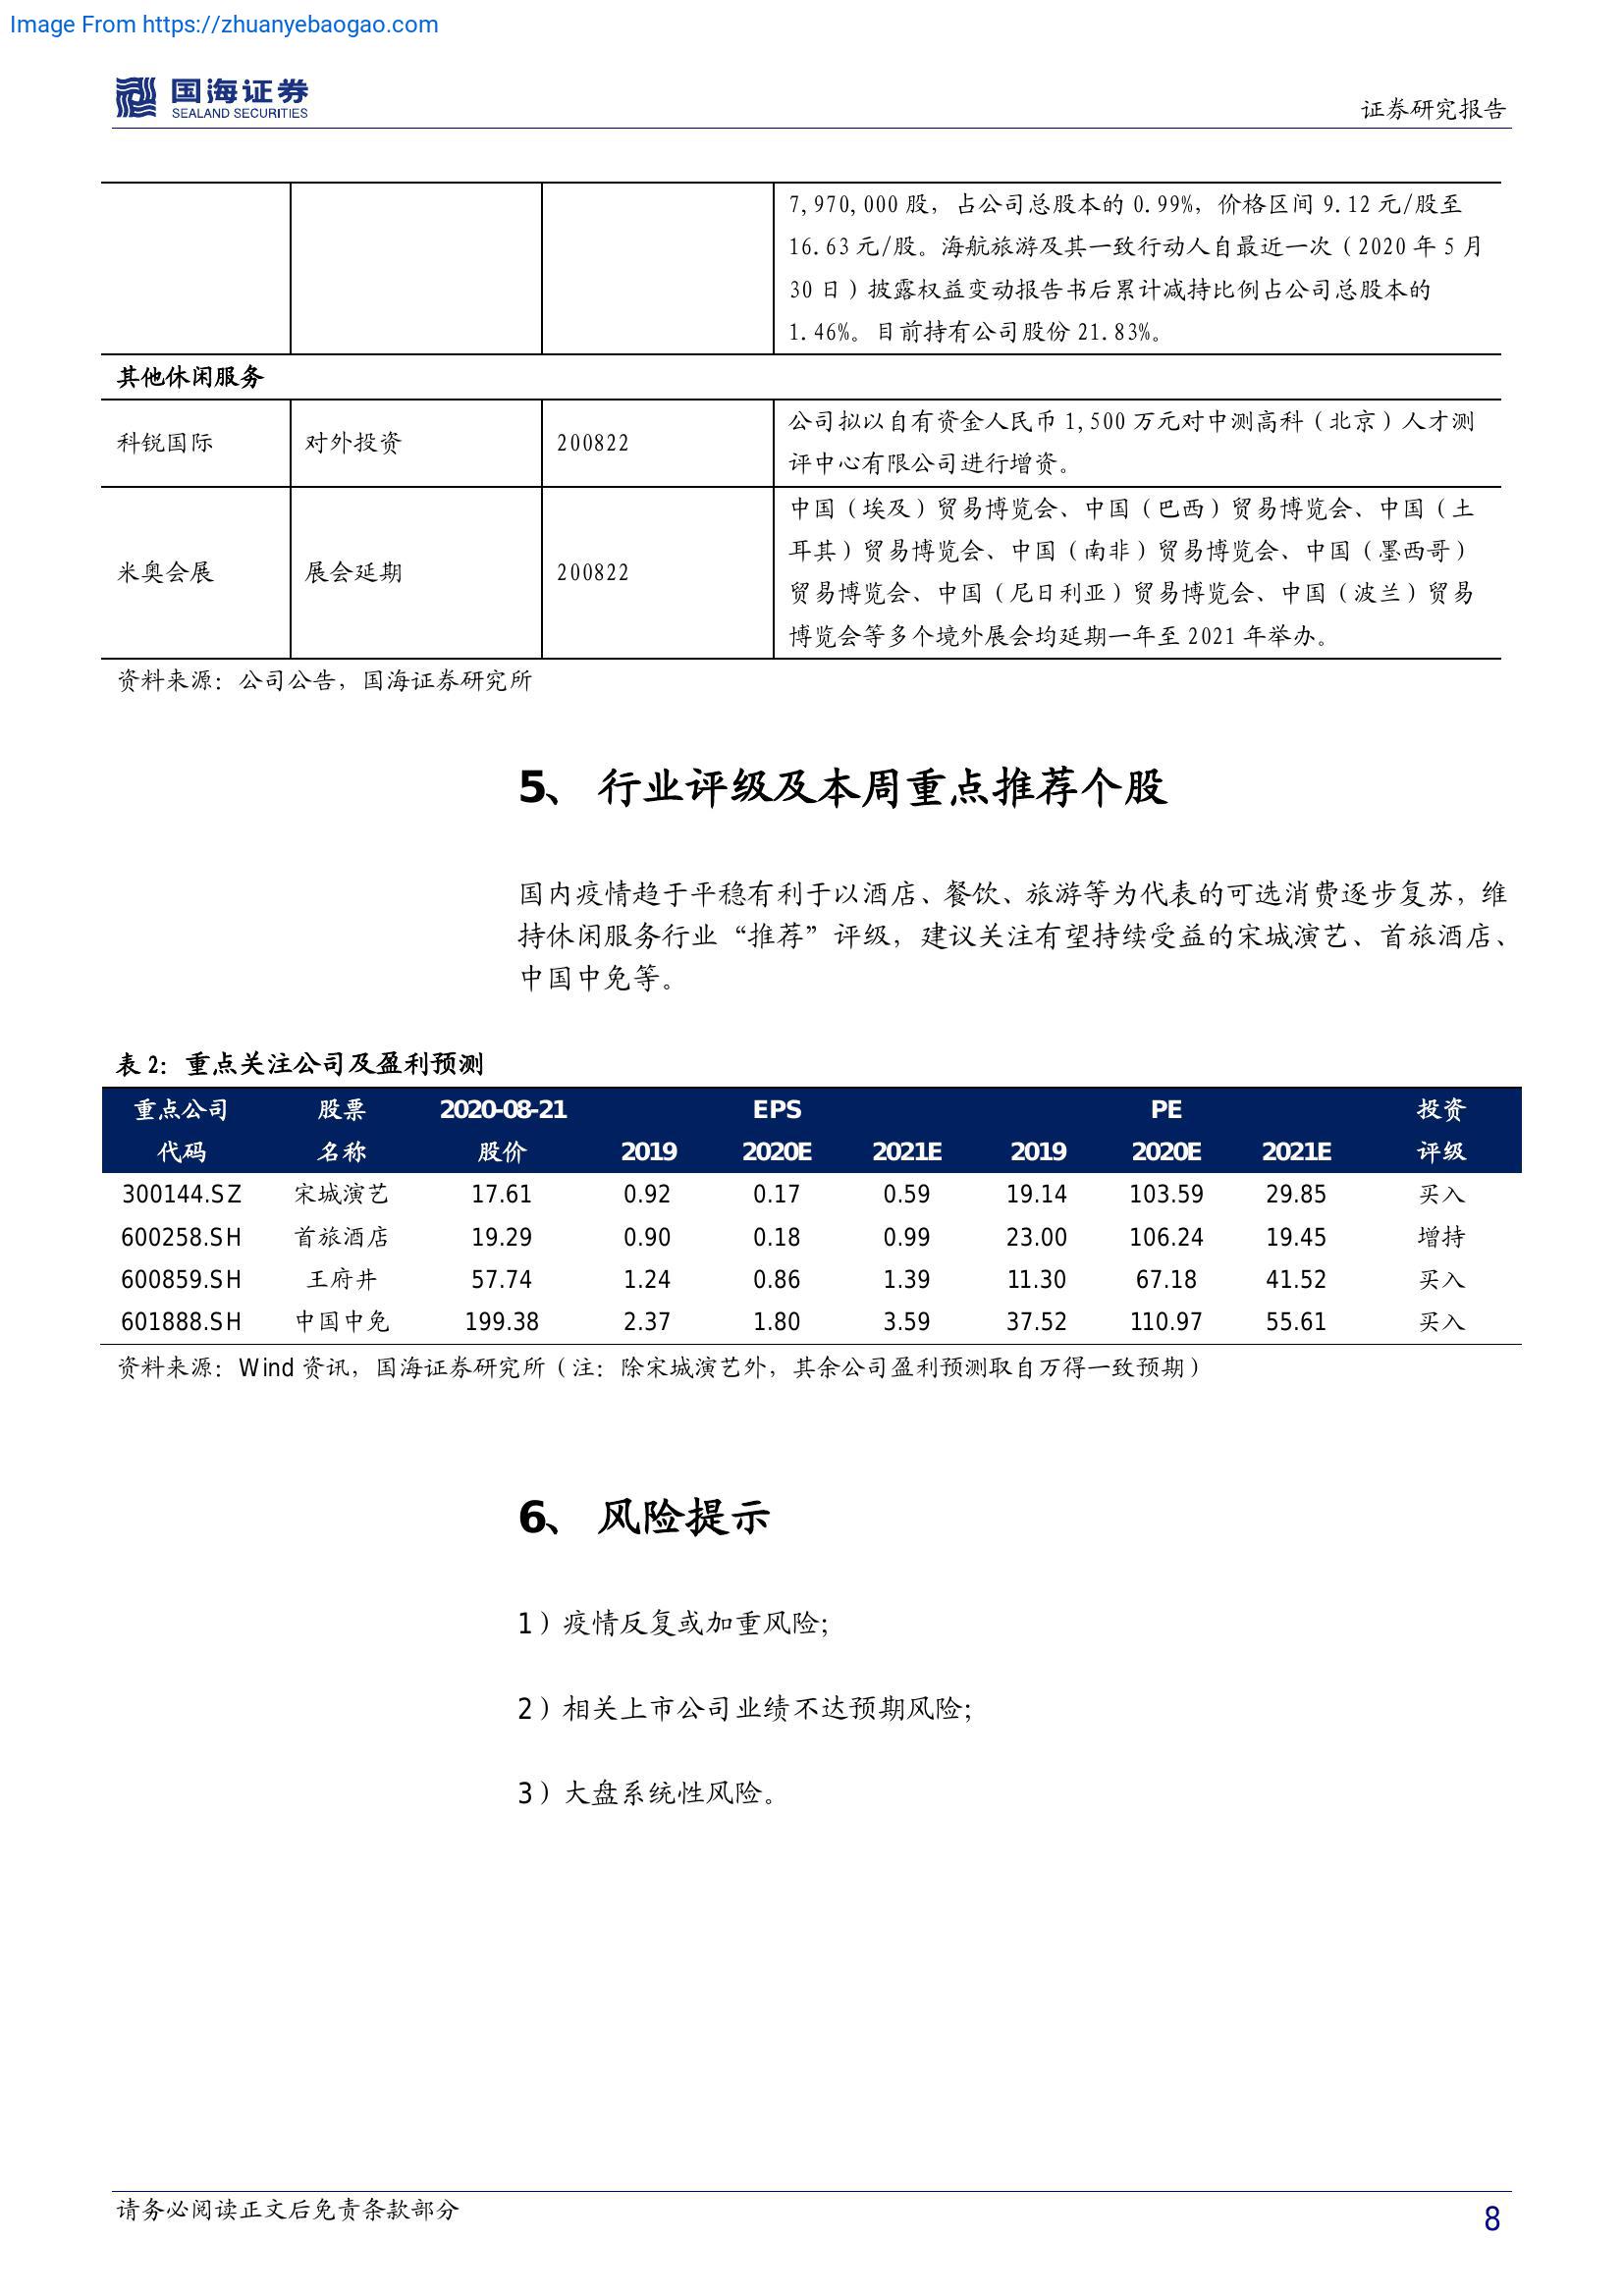 Image From https://zhuanyebaogao.com
国海证券
SEALAND SECURITIES
证券研究报告
7,970,000 股，占公司总股本的 0.99%，价格区间 9.12 元/股至
16.63 元/股。海航旅游及其一致行动人自最近一次（2020 年 5 月
30 日）披露权益变动报告书后累计减持比例占公司总股本的
1.46%。目前持有公司股份 21.83%。
其他休闲服务
科锐国际 对外投资 200822 公司拟以自有资金人民币 1,500 万元对中测高科（北京）人才测
评中心有限公司进行增资。
米奥会展 展会延期 200822 中国（埃及）贸易博览会、中国（巴西）贸易博览会、中国（土
耳其）贸易博览会、中国（南非）贸易博览会、中国（墨西哥）
贸易博览会、中国（尼日利亚）贸易博览会、中国（波兰）贸易
博览会等多个境外展会均延期一年至 2021 年举办。
资料来源：公司公告，国海证券研究所
5、 行业评级及本周重点推荐个股
国内疫情趋于平稳有利于以酒店、餐饮、旅游等为代表的可选消费逐步复苏，维
持休闲服务行业“推荐”评级，建议关注有望持续受益的宋城演艺、首旅酒店、
中国中免等。
表 2：重点关注公司及盈利预测
重点公司 股票 2020-08-21 EPS PE 投资
代码 名称 股价 2019 2020E 2021E 2019 2020E 2021E 评级
300144.SZ 宋城演艺 17.61 0.92 0.17 0.59 19.14 103.59 29.85 买入
600258.SH 首旅酒店 19.29 0.90 0.18 0.99 23.00 106.24 19.45 增持
600859.SH 王府井 57.74 1.24 0.86 1.39 11.30 67.18 41.52 买入
601888.SH 中国中免 199.38 2.37 1.80 3.59 37.52 110.97 55.61 买入
资料来源：Wind 资讯，国海证券研究所（注：除宋城演艺外，其余公司盈利预测取自万得一致预期）
6、 风险提示
1）疫情反复或加重风险；
2）相关上市公司业绩不达预期风险；
3）大盘系统性风险。
请务必阅读正文后免责条款部分
8